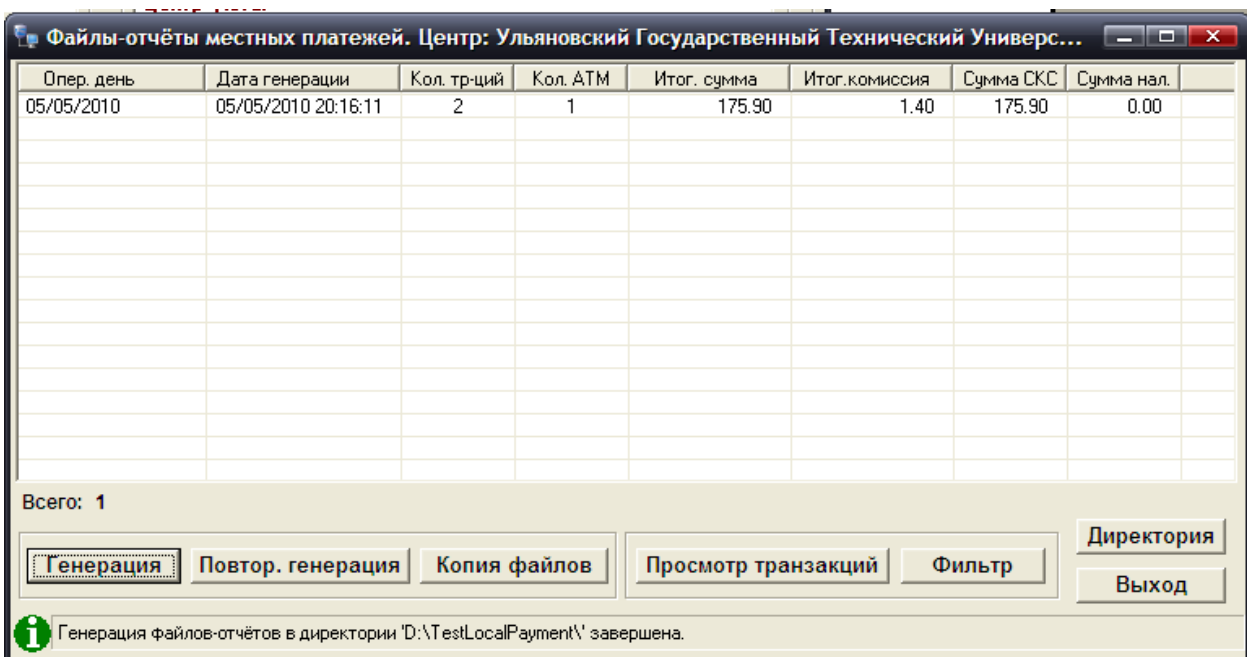 Файлы-отчёты местных платежей. Центр: Ульяновский Государственный Технический Универс...
Опер. день Дата генерации Кол. тр-ций Кол. ATM Итог. сумма Итог.комиссия Сумма СКС Сумма нал.
05/05/2010 05/05/2010 20:16:11 2 1 175.90 1.40 175.90 0.00
Всего: 1
Директория
Генерация Повтор. генерация Копия файлов Просмотр транзакций Фильтр
Выход
Генерация файлов-отчётов в директории 'D:\TestLocalPayment\' завершена.